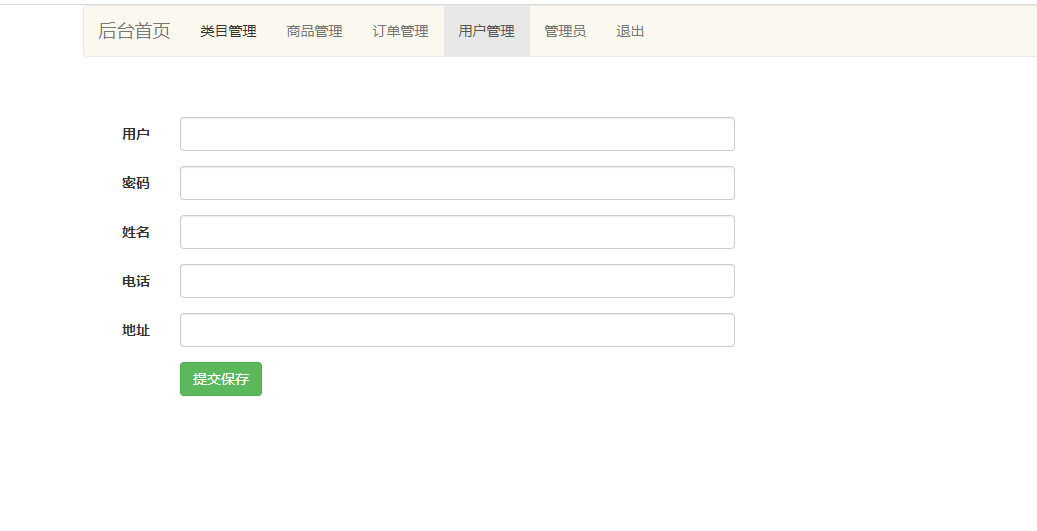 后台首页 类目管理 商品管理 订单管理 用户管理 管理员 退出
用户
密码
姓名
电话
地址
提交保存